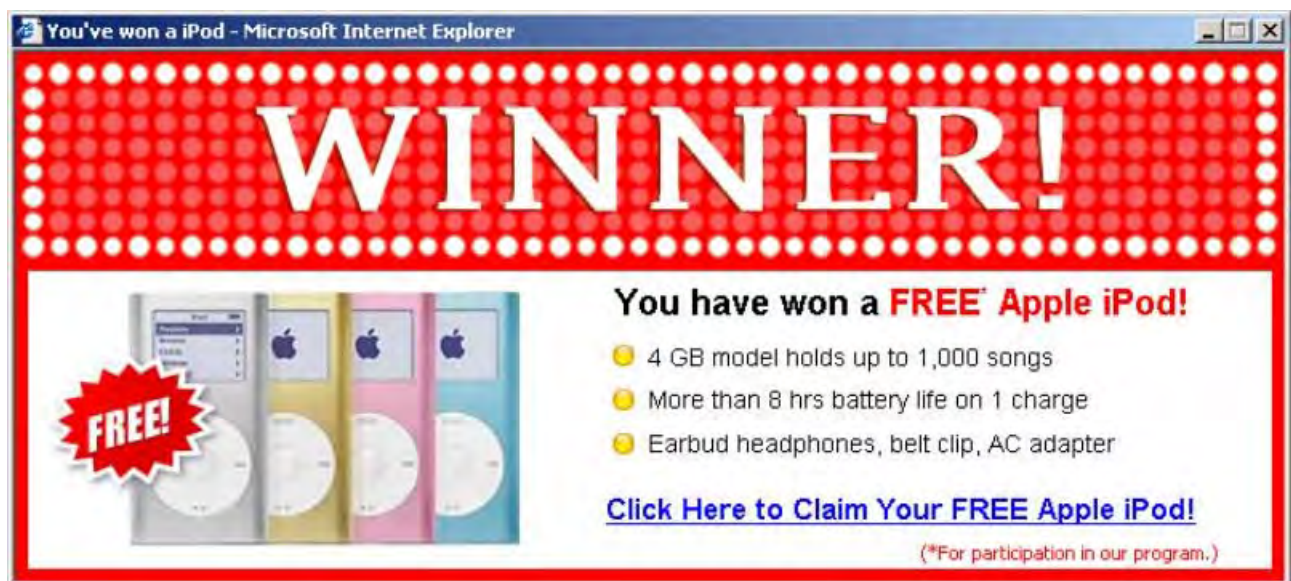 You've won a iPod - Microsoft Internet Explorer
WINNER!
You have won a FREE* Apple iPod!
4 GB model holds up to 1,000 songs
More than 8 hrs battery life on 1 charge
FREE!
Earbud headphones, belt clip, AC adapter
Click Here to Claim Your FREE Apple iPod!
(*For participation in our program.)